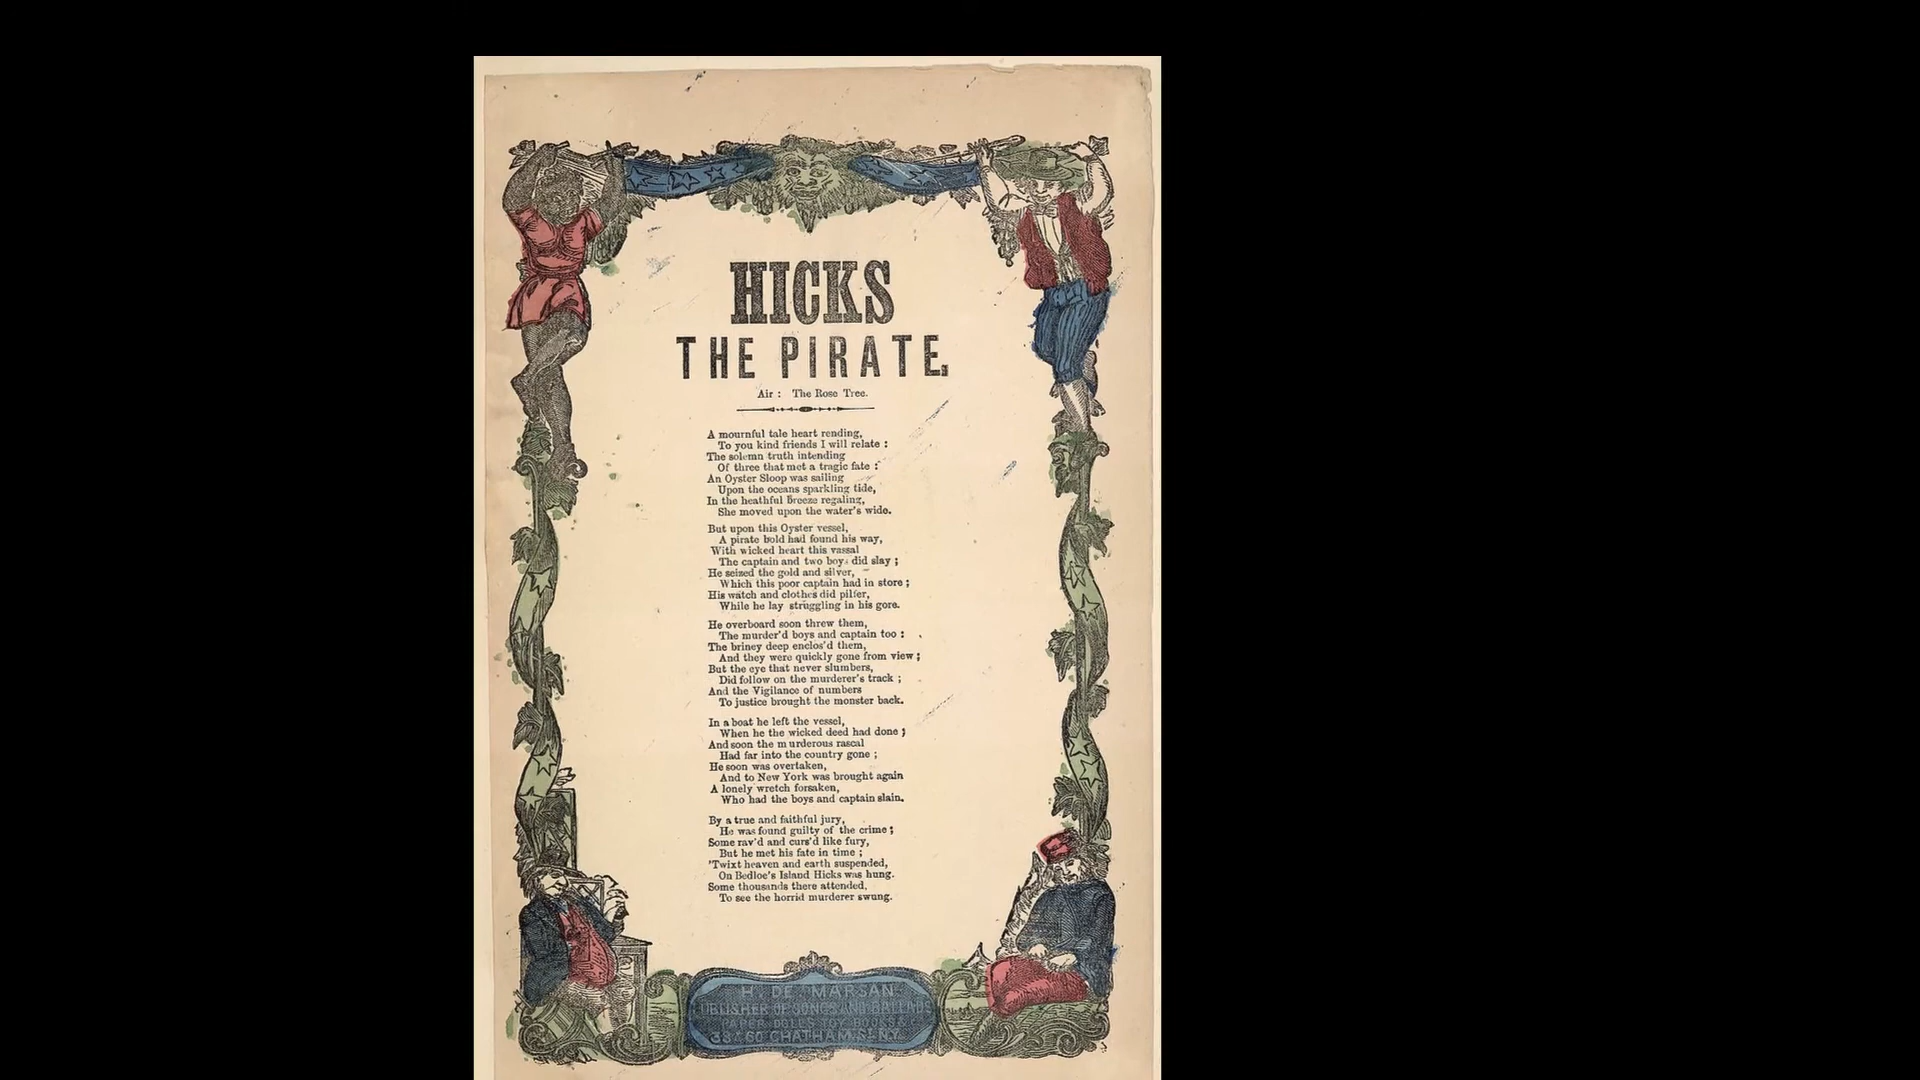 HICKS
THE PIRATE.
Air : The Rose Tree.
A mournful tale heart rending,
To you kind friends I will relate :
The solemn truth intending
Of three that met a tragic fate :
An Oyster Sloop was sailing
Upon the oceans sparkling tide,
In the heathful Breeze regaling,
She moved upon the water's wide.
But upon this Oyster vessel,
A pirate bold had found his way,
With wicked heart this vassal
The captain and two boys did slay ;
He seized the gold and silver,
Which this poor captain had in store ;
His watch and clothes did pilfer,
While he lay struggling in his gore.
He overboard soon threw them,
The murder'd boys and captain too :
The briney deep enclos'd them,
And they were quickly gone from view ;
But the eye that never slumbers,
Did follow on the murderer's track ;
And the Vigilance of numbers
To justice brought the monster back.
In a boat he left the vessel,
When he the wicked deed had done ;
And soon the murderous rascal
Had far into the country gone ;
He soon was overtaken,
And to New York was brought again
A lonely wretch forsaken,
Who had the boys and captain slain.
By a true and faithful jury,
He was found guilty of the crime ;
Some rav'd and curs'd like fury,
But he met his fate in time ;
'Twixt heaven and earth suspended,
On Bedloe's Island Hicks was hung.
Some thousands there attended,
To see the horrid murderer swung.
H. DE MARSAN
PUBLISHER OF SONGS AND BALLADS
PAPER DOLLS TOY BOOKS
38 & 60 CHATHAM St. N.Y.